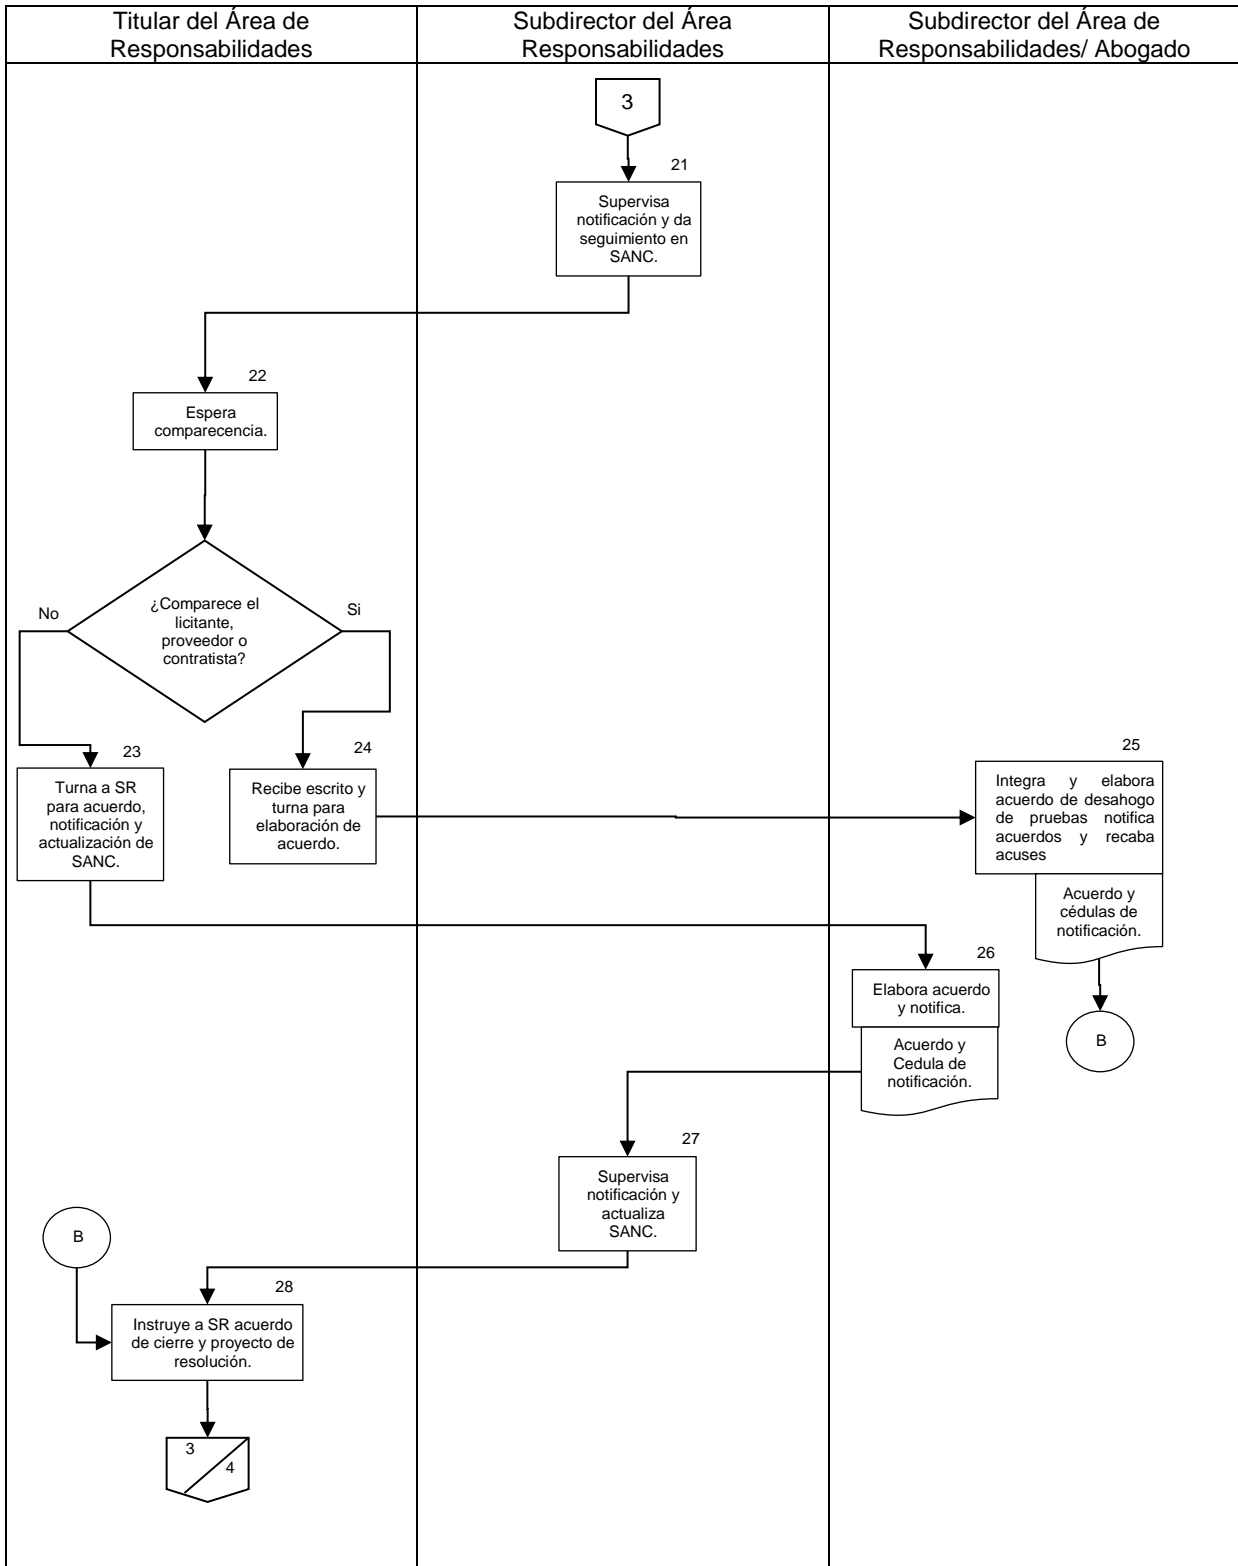 Titular del Área de
Responsabilidades
Subdirector del Área
Responsabilidades
Subdirector del Área de
Responsabilidades/ Abogado
3
21
Supervisa
notificación y da
seguimiento en
SANC.
22
Espera
comparecencia.
¿Comparece el
licitante,
proveedor o
contratista?
No
Si
23
Turna a SR
para acuerdo,
notificación y
actualización de
SANC.
24
Recibe escrito y
turna para
elaboración de
acuerdo.
25
Integra y elabora
acuerdo de desahogo
de pruebas notifica
acuerdos y recaba
acuses
Acuerdo y
cédulas de
notificación.
B
26
Elabora acuerdo
y notifica.
Acuerdo y
Cedula de
notificación.
27
Supervisa
notificación y
actualiza
SANC.
B
28
Instruye a SR acuerdo
de cierre y proyecto de
resolución.
3
4